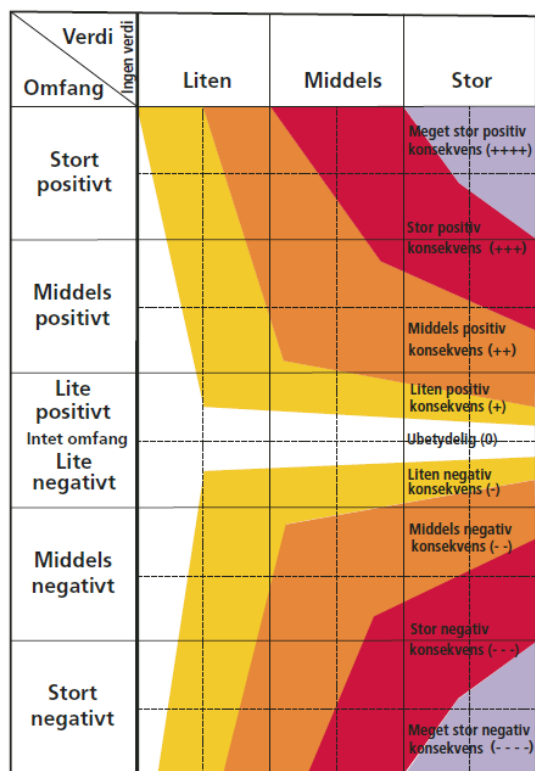 Verdi
Omfang
Ingen verdi
Liten
Middels
Stor
Stort
positivt
Meget stor positiv
konsekvens (++++)
Stor positiv
konsekvens (+++)
Middels
positivt
Middels positiv
konsekvens (++)
Lite
positivt
Liten positiv
konsekvens (+)
Intet omfang
Ubetydelig (0)
Lite
negativt
Liten negativ
konsekvens (-)
Middels
negativt
Middels negativ
konsekvens (- -)
Stor negativ
konsekvens (- - -)
Stort
negativt
Meget stor negativ
konsekvens (- - - -)